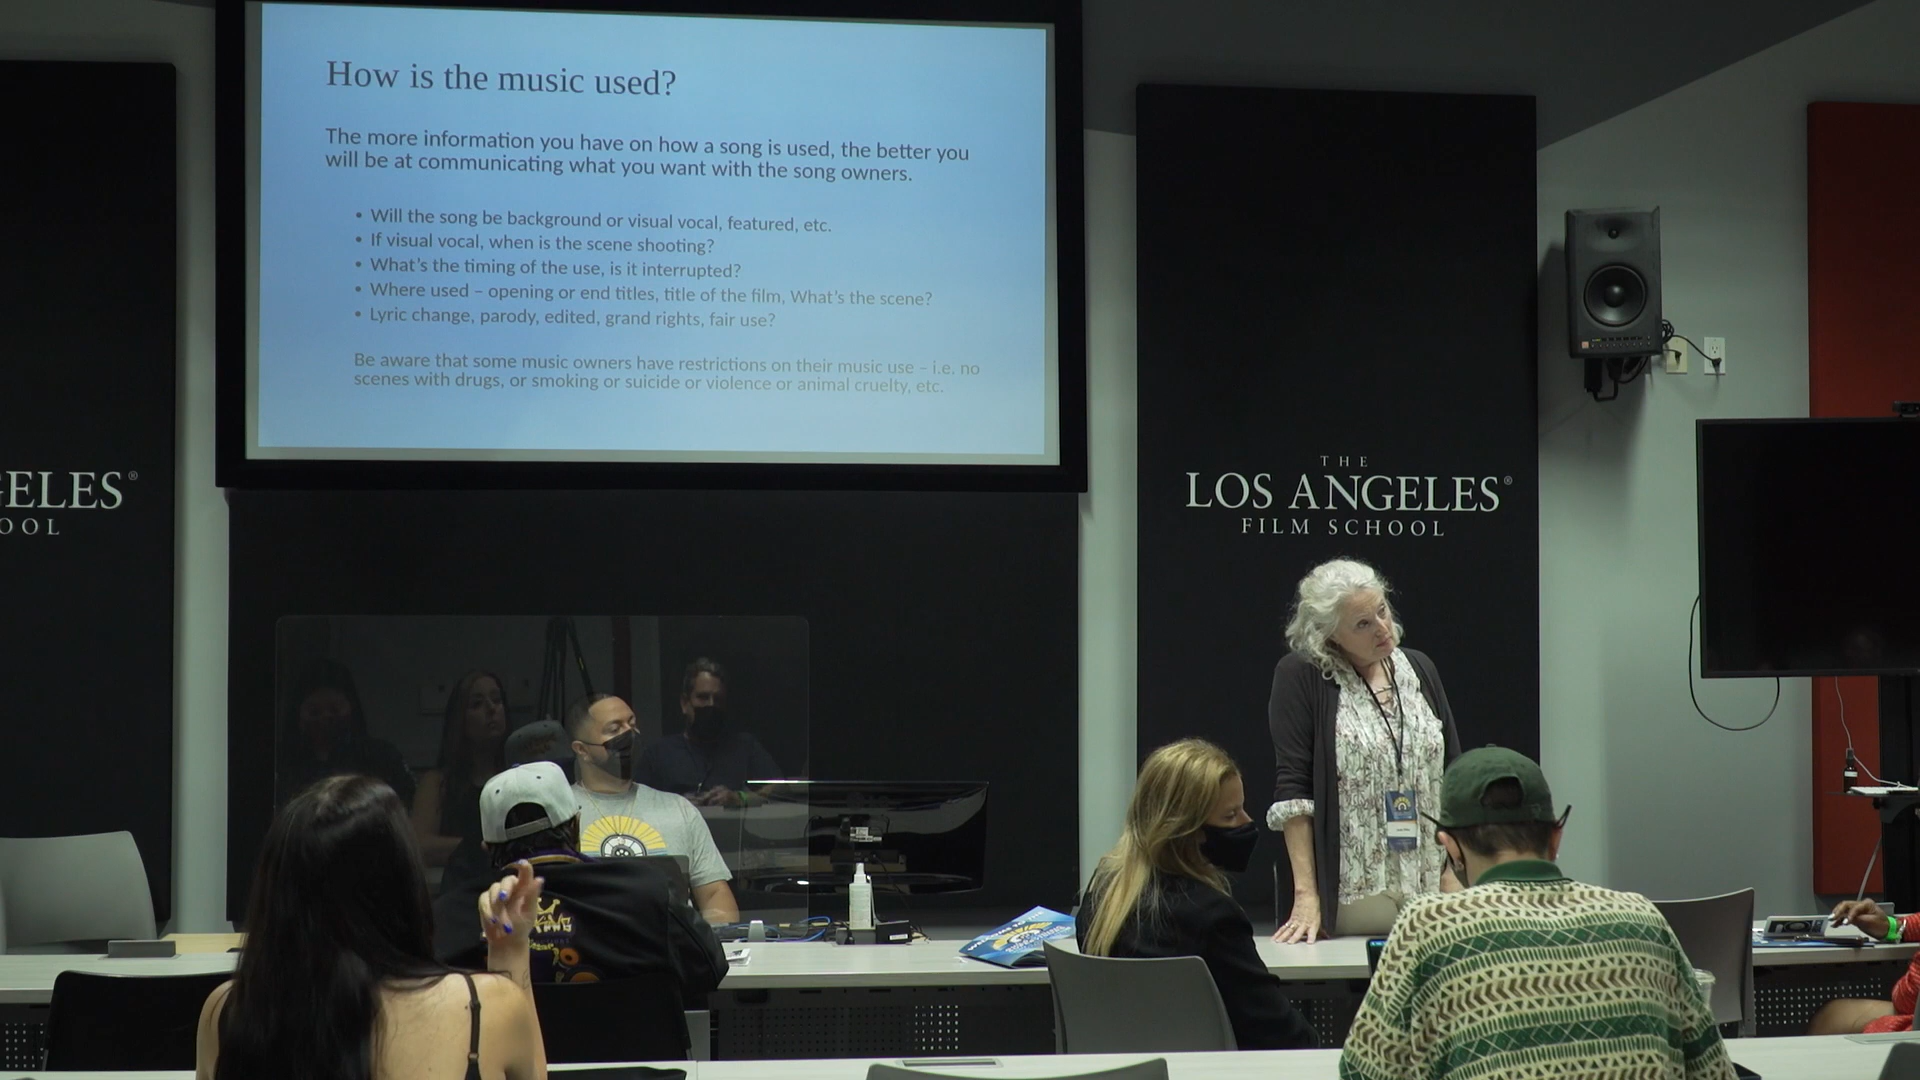 How is the music used?
The more information you have on how a song is used, the better you
will be at communicating what you want with the song owners.
• Will the song be background or visual vocal, featured, etc.
• If visual vocal, when is the scene shooting?
• What's the timing of the use, is it interrupted?
• Where used – opening or end titles, title of the film, What's the scene?
• Lyric change, parody, edited, grand rights, fair use?
Be aware that some music owners have restrictions on their music use – i.e. no
scenes with drugs, or smoking or suicide or violence or animal cruelty, etc.
GELES®
OOL
THE
LOS ANGELES®
FILM SCHOOL